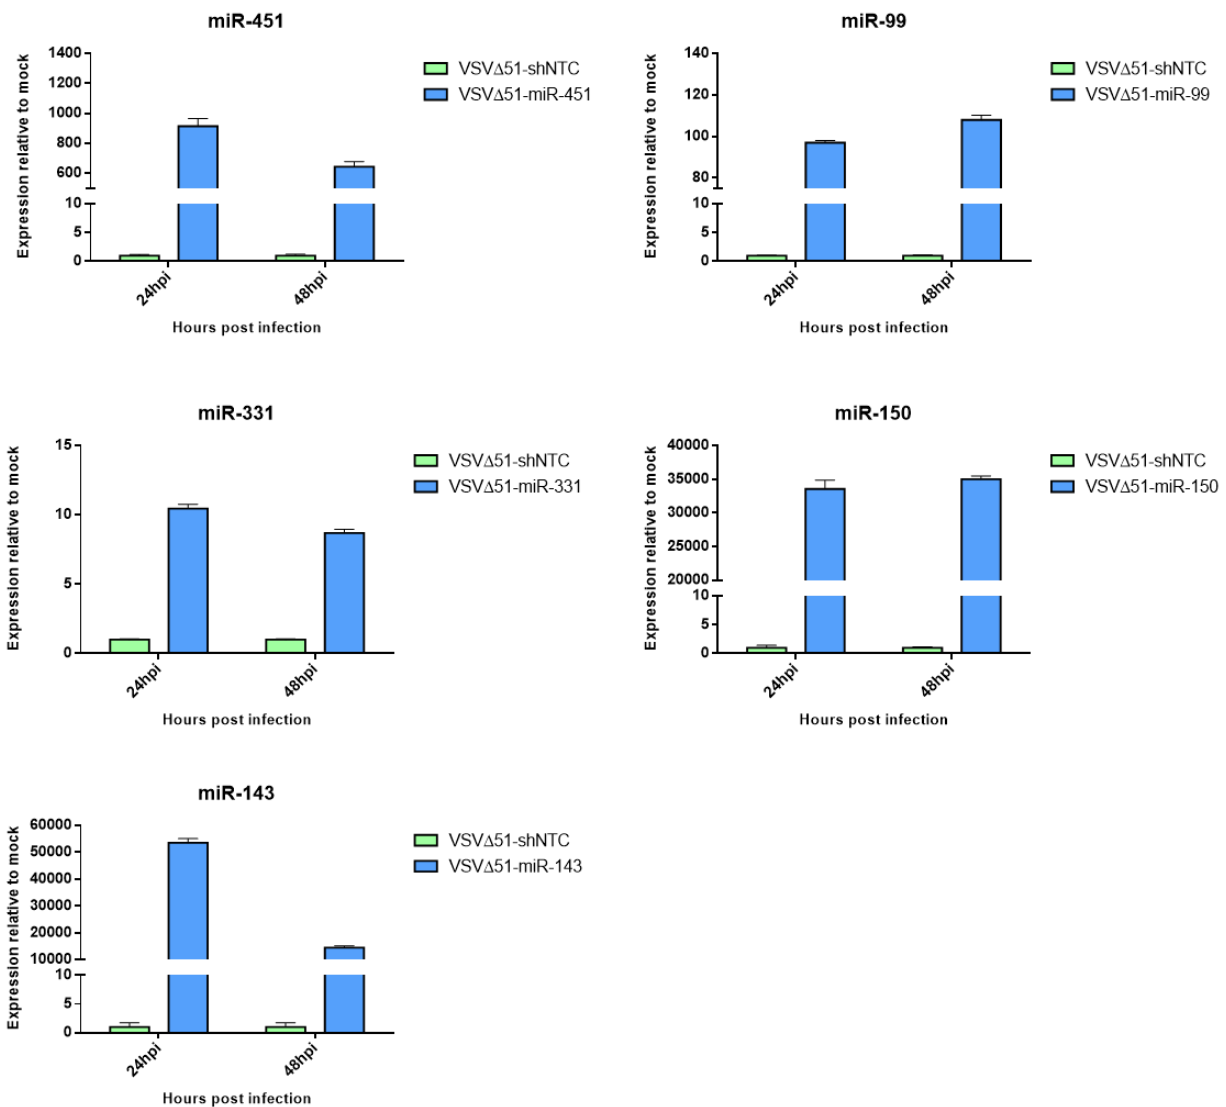 miR-451
Expression relative to mock
1400
1200
1000
800
600
10
5
0
24hpi
48hpi
Hours post infection
VSVΔ51-shNTC
VSVΔ51-miR-451
miR-99
Expression relative to mock
140
120
100
80
10
5
0
24hpi
48hpi
Hours post infection
VSVΔ51-shNTC
VSVΔ51-miR-99
miR-331
Expression relative to mock
15
10
5
0
24hpi
48hpi
Hours post infection
VSVΔ51-shNTC
VSVΔ51-miR-331
miR-150
Expression relative to mock
40000
35000
30000
25000
20000
10
5
0
24hpi
48hpi
Hours post infection
VSVΔ51-shNTC
VSVΔ51-miR-150
miR-143
Expression relative to mock
60000
50000
40000
30000
20000
10000
10
5
0
24hpi
48hpi
Hours post infection
VSVΔ51-shNTC
VSVΔ51-miR-143